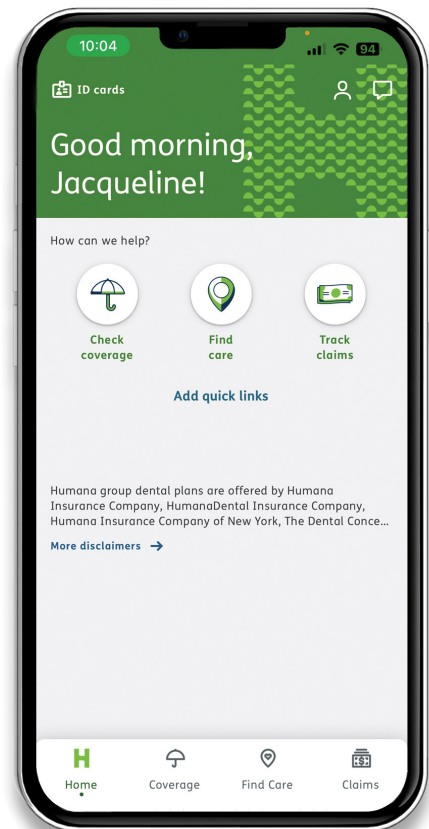 10:04
94
ID cards
Good morning,
Jacqueline!
How can we help?
Check
coverage
Find
care
Track
claims
Add quick links
Humana group dental plans are offered by Humana
Insurance Company, HumanaDental Insurance Company,
Humana Insurance Company of New York, The Dental Conce...
More disclaimers →
H
Home
Coverage
Find Care
Claims